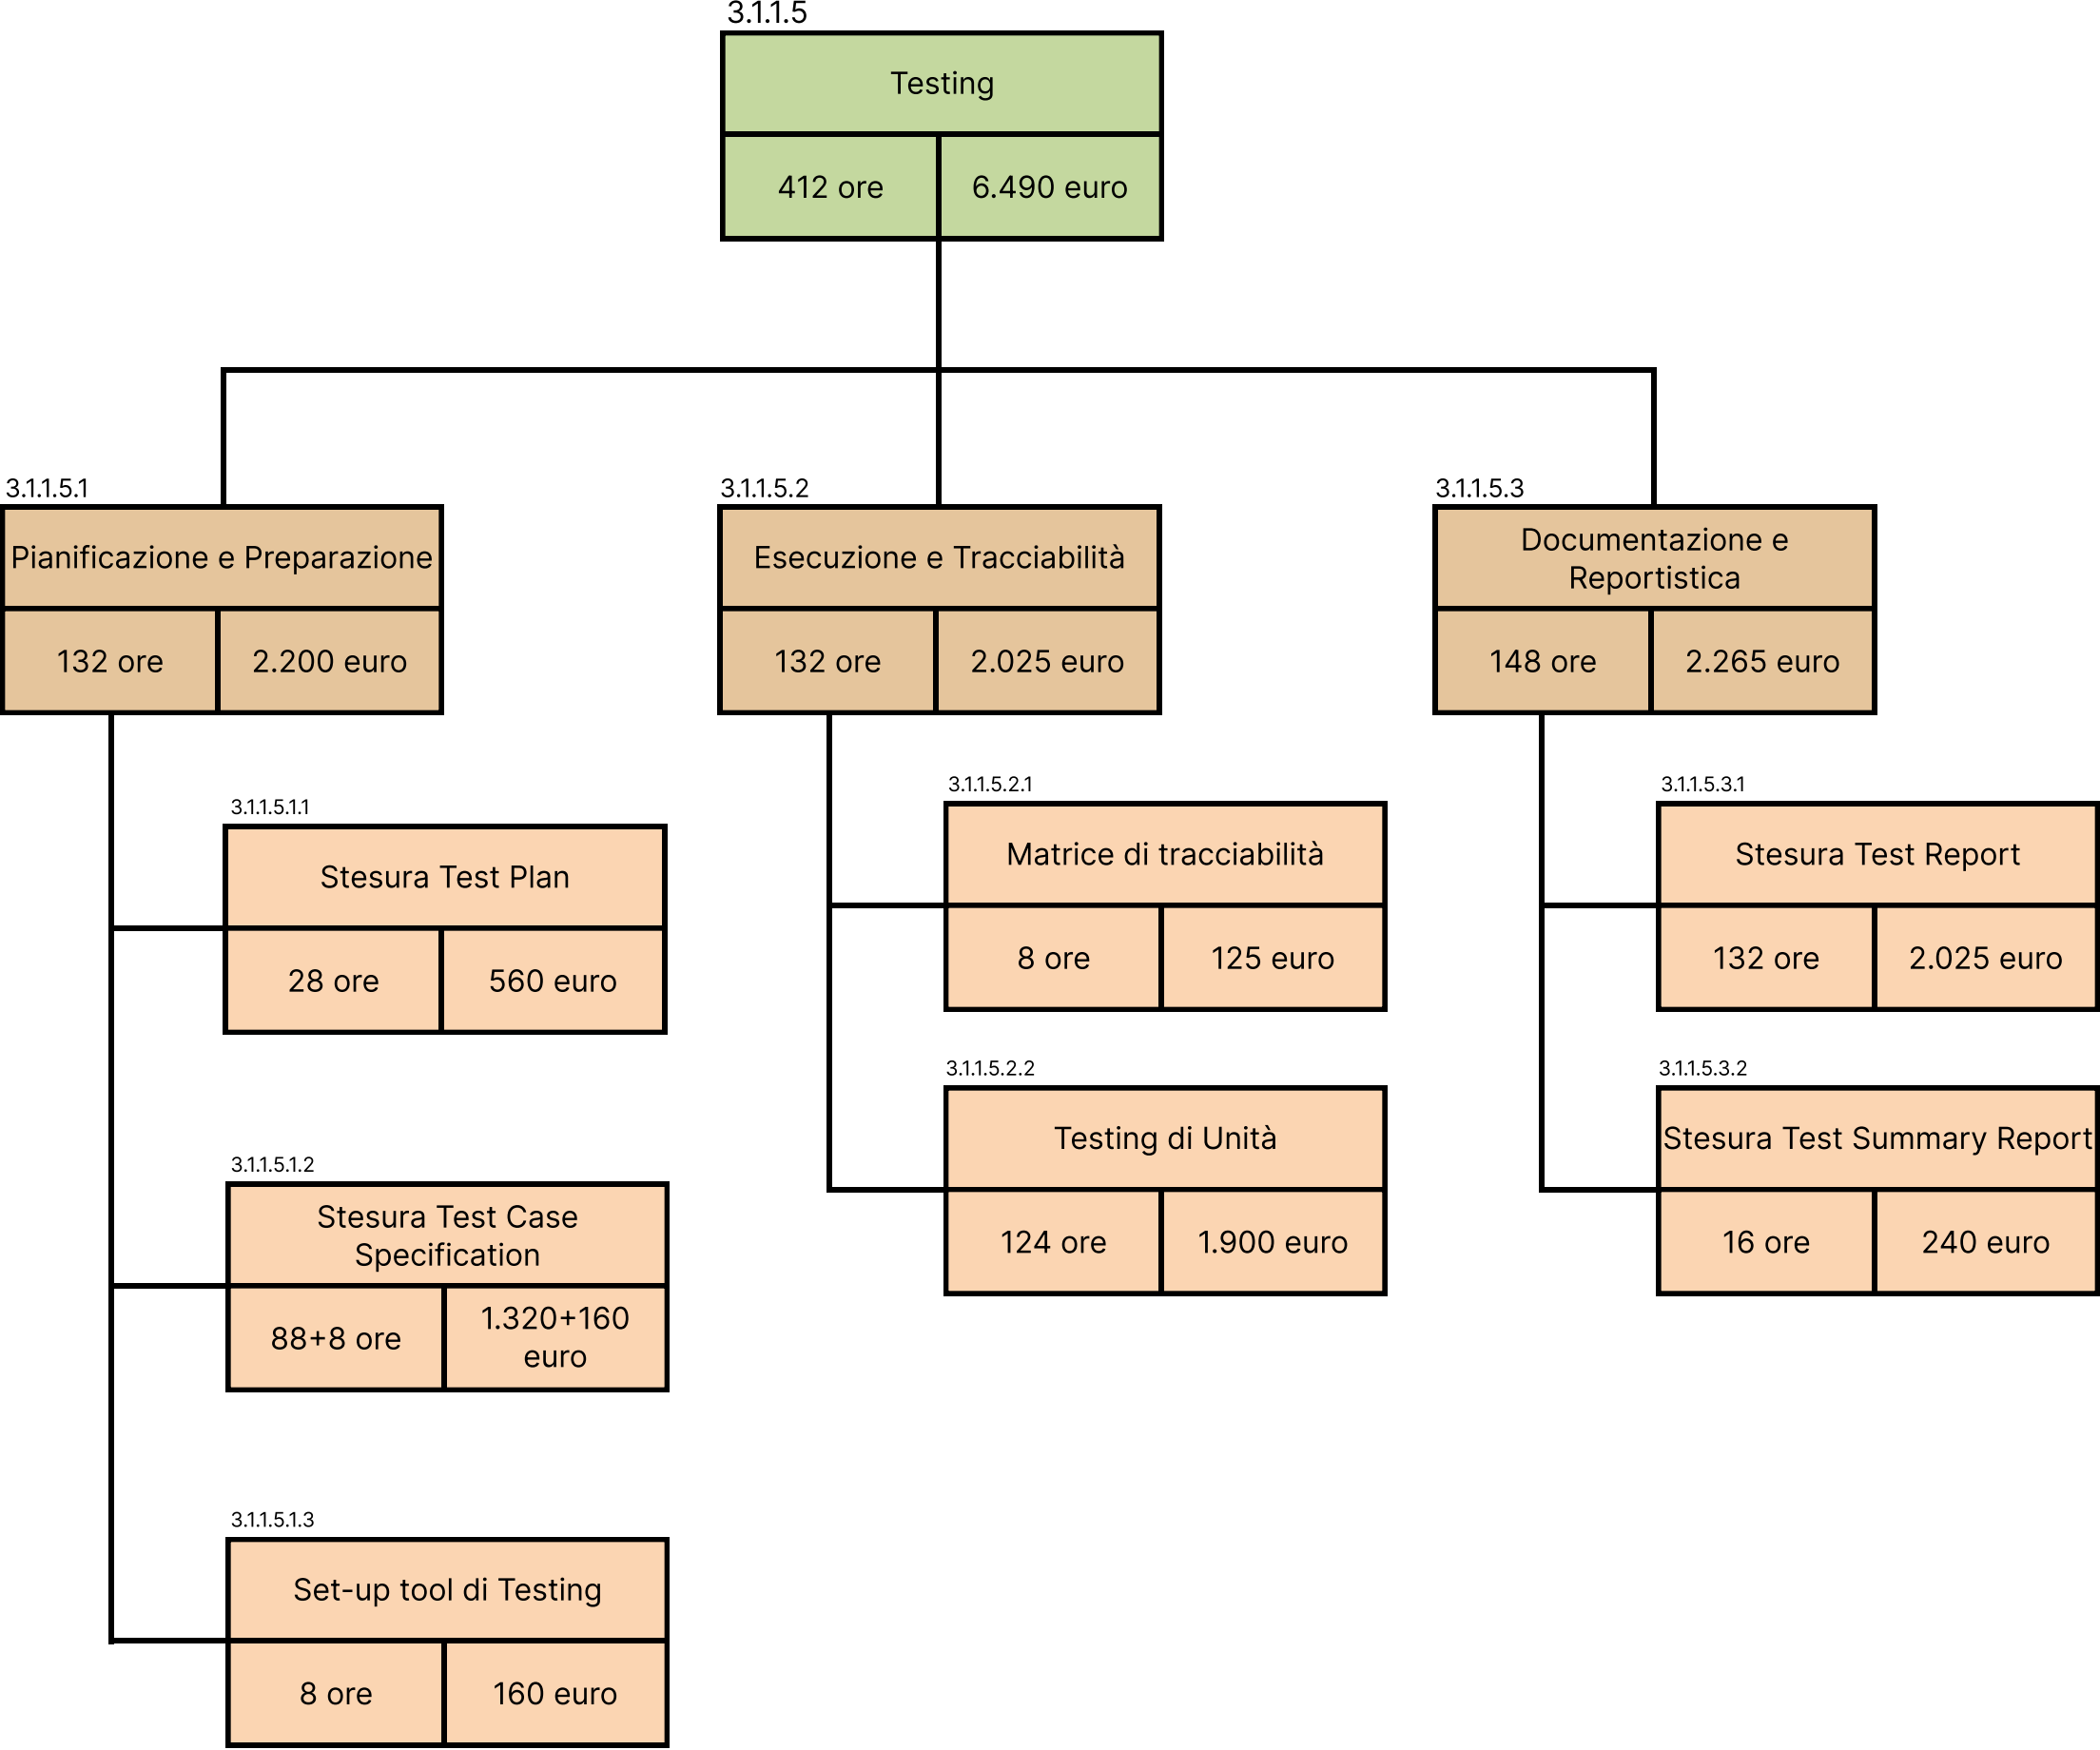 3.1.1.5
Testing
412 ore
6.490 euro
3.1.1.5.1
Pianificazione e Preparazione
132 ore
2.200 euro
3.1.1.5.2
Esecuzione e Tracciabilità
132 ore
2.025 euro
3.1.1.5.3
Documentazione e
Reportistica
148 ore
2.265 euro
3.1.1.5.1.1
Stesura Test Plan
28 ore
560 euro
3.1.1.5.1.2
Stesura Test Case
Specification
88+8 ore
1.320+160
euro
3.1.1.5.1.3
Set-up tool di Testing
8 ore
160 euro
3.1.1.5.2.1
Matrice di tracciabilità
8 ore
125 euro
3.1.1.5.2.2
Testing di Unità
124 ore
1.900 euro
3.1.1.5.3.1
Stesura Test Report
132 ore
2.025 euro
3.1.1.5.3.2
Stesura Test Summary Report
16 ore
240 euro